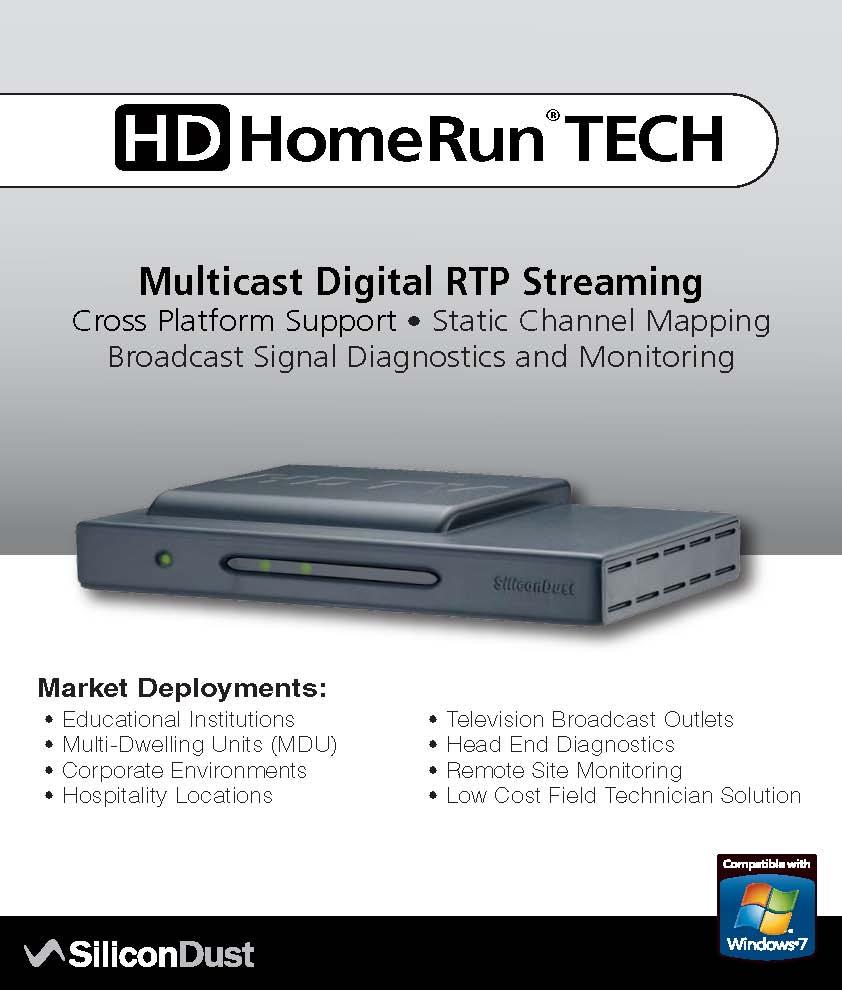 HD HomeRun® TECH
Multicast Digital RTP Streaming
Cross Platform Support • Static Channel Mapping
Broadcast Signal Diagnostics and Monitoring
SiliconDust
Market Deployments:
• Educational Institutions
• Multi-Dwelling Units (MDU)
• Corporate Environments
• Hospitality Locations
• Television Broadcast Outlets
• Head End Diagnostics
• Remote Site Monitoring
• Low Cost Field Technician Solution
Compatible with
Windows®7
SiliconDust